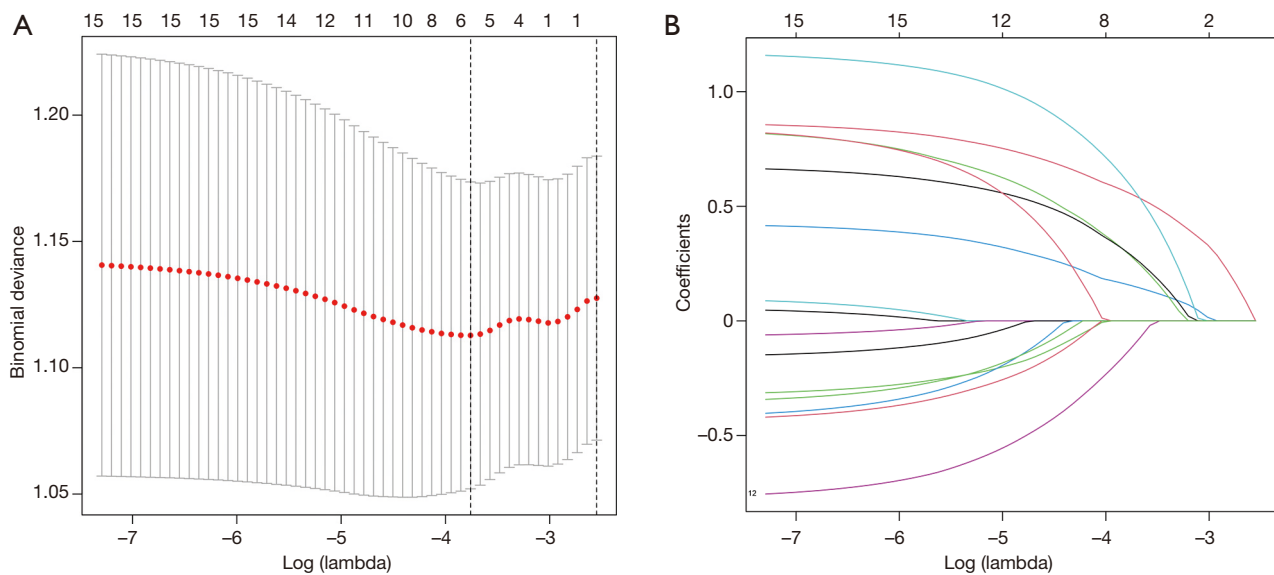 A
15 15 15 15 15 14 12 11 10 8 6 5 4 1 1
Binomial deviance
1.20
1.15
1.10
1.05
−7 −6 −5 −4 −3
Log (lambda)
B
15 15 12 8 2
Coefficients
1.0
0.5
0
−0.5
12
−7 −6 −5 −4 −3
Log (lambda)